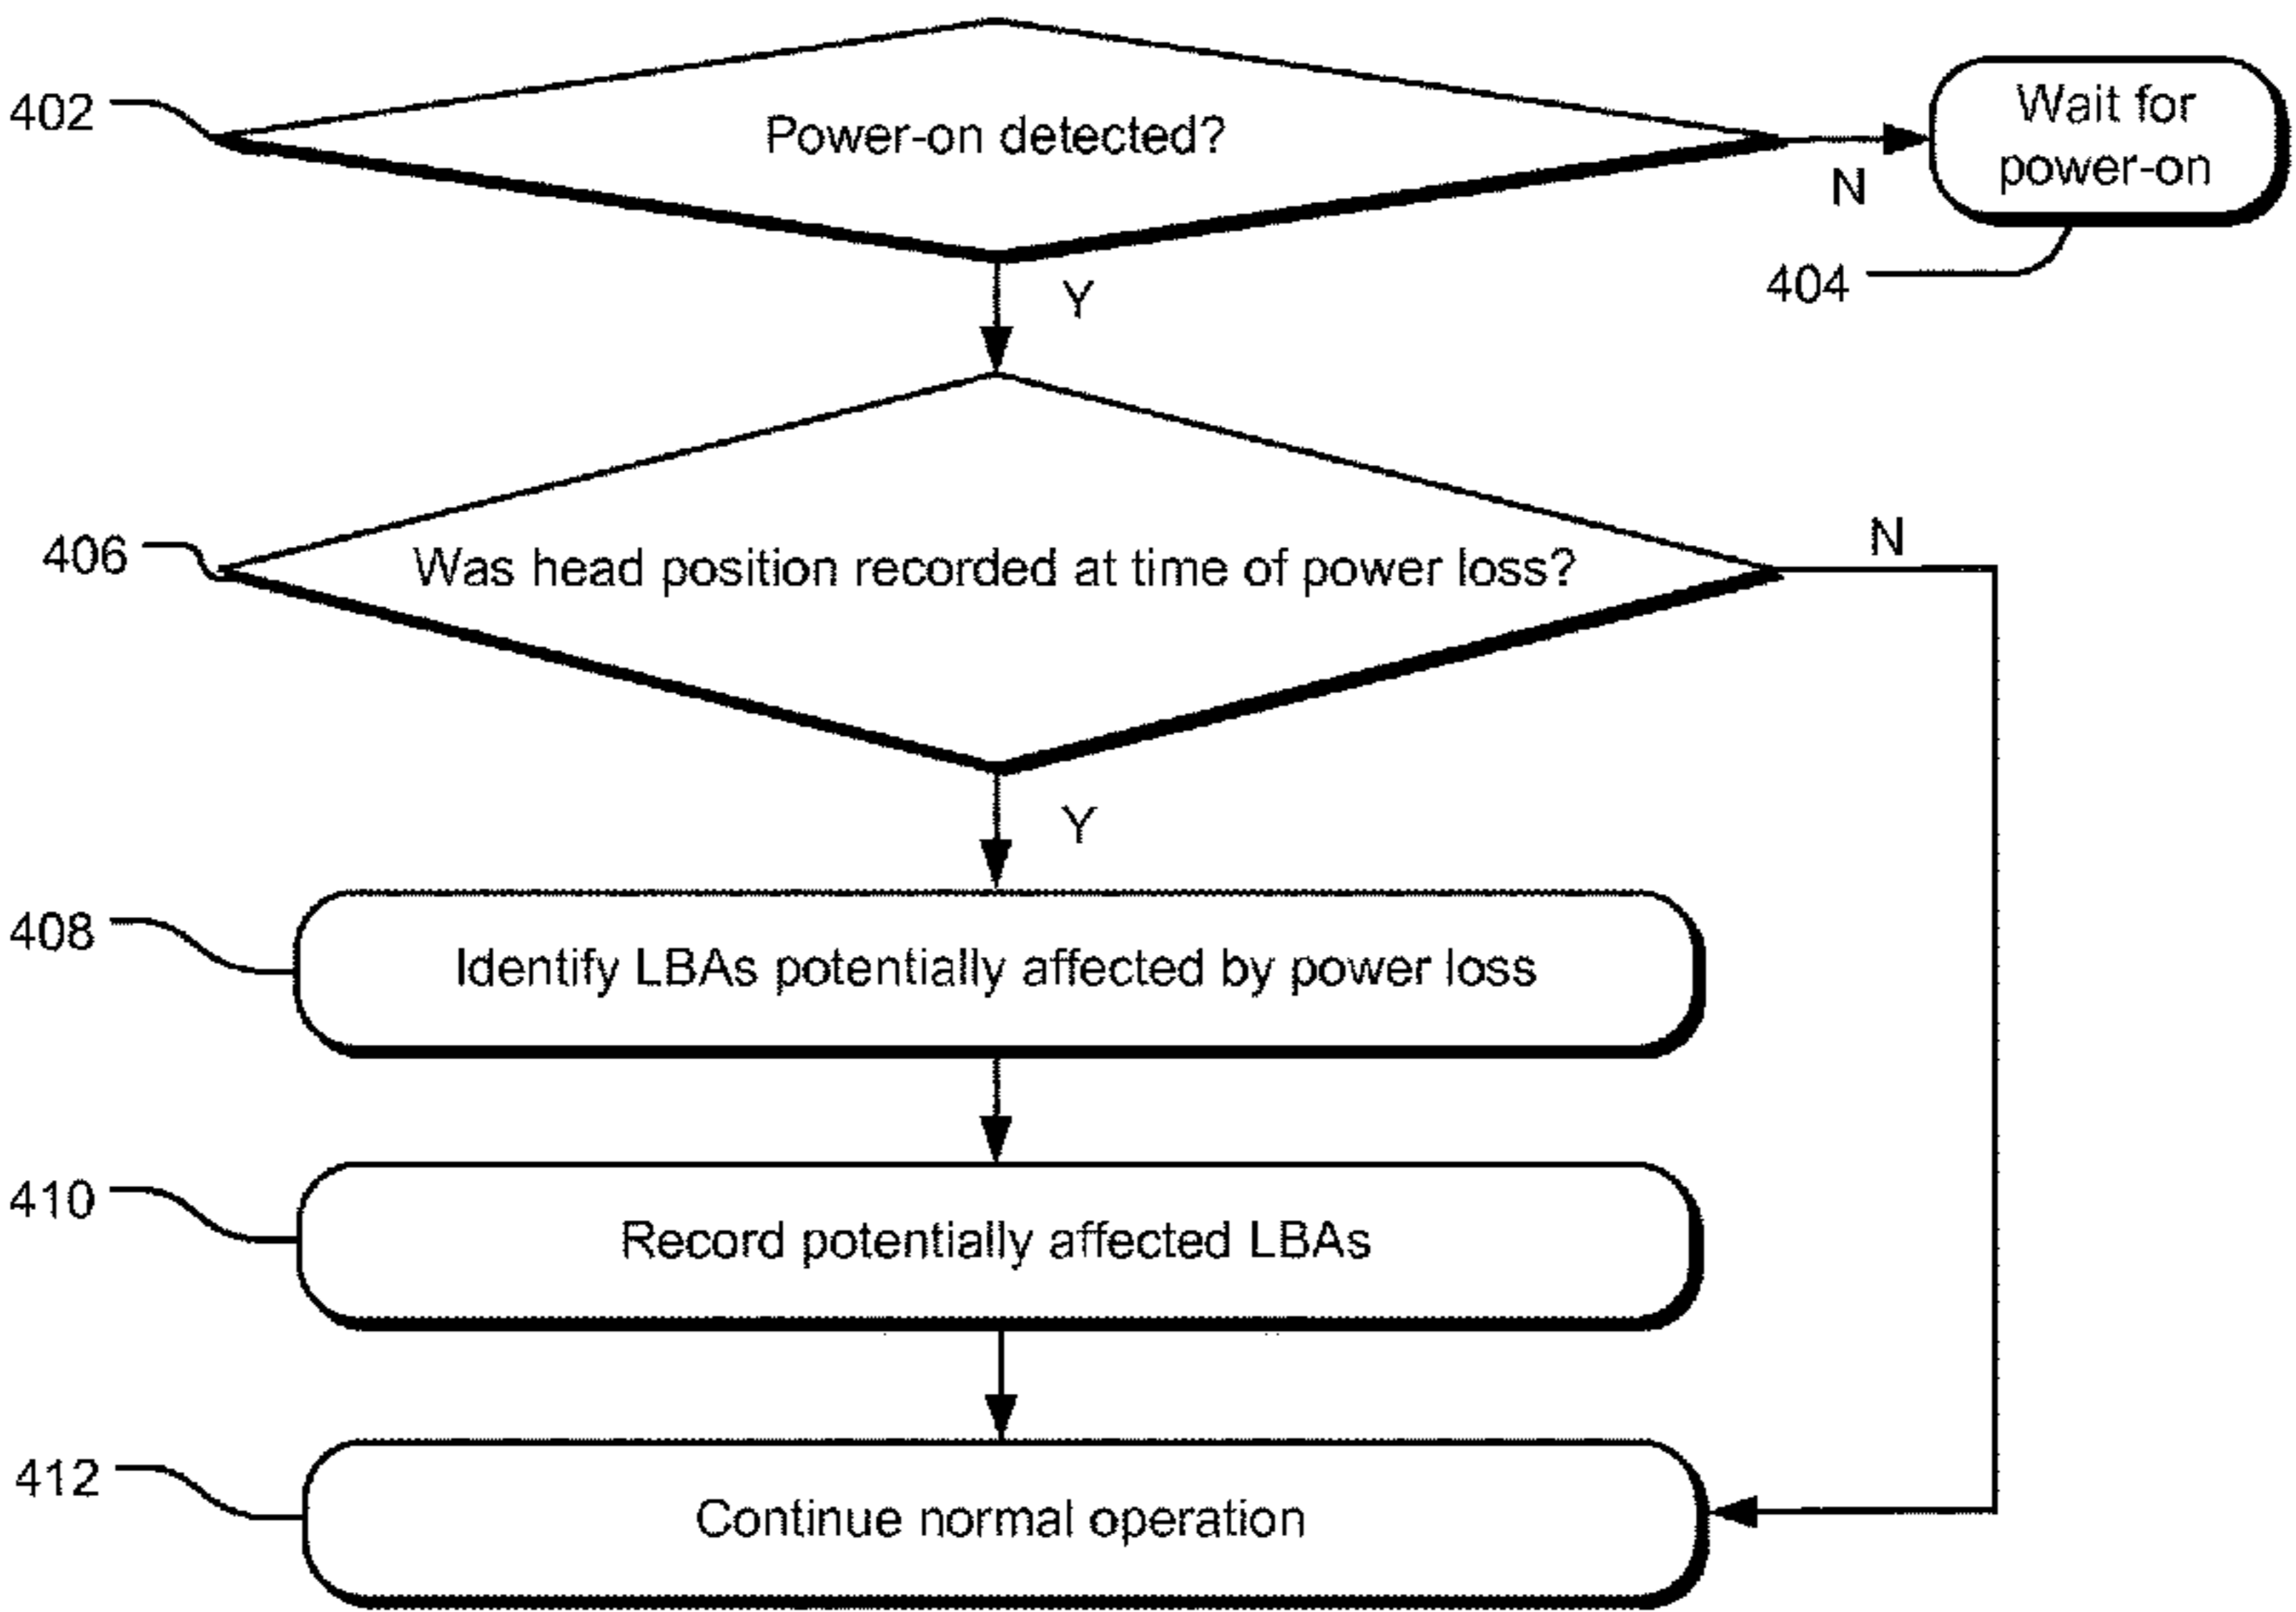 402
Power-on detected?
Wait for
power-on
N
404
Y
406
Was head position recorded at time of power loss?
N
Y
408
Identify LBAs potentially affected by power loss
410
Record potentially affected LBAs
412
Continue normal operation